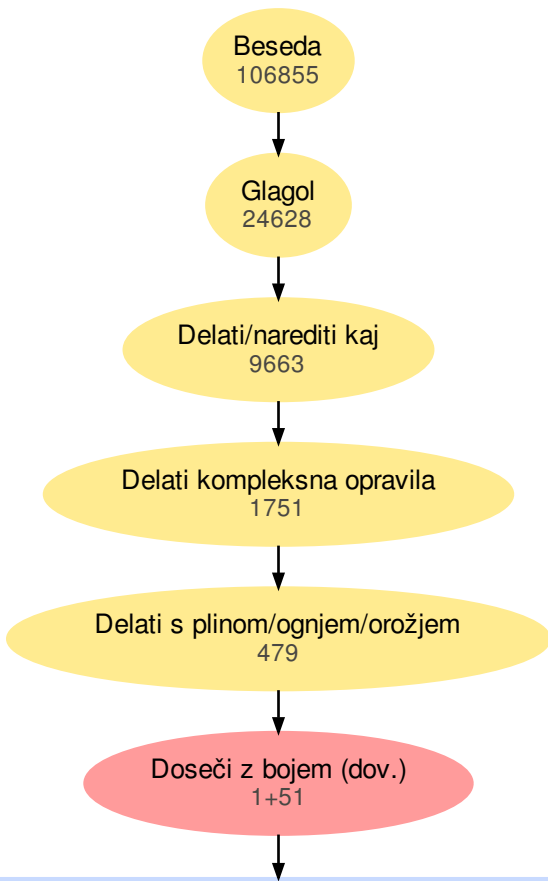 Beseda
106855
Glagol
24628
Delati/narediti kaj
9663
Delati kompleksna opravila
1751
Delati s plinom/ognjem/orožjem
479
Doseči z bojem (dov.)
1+51